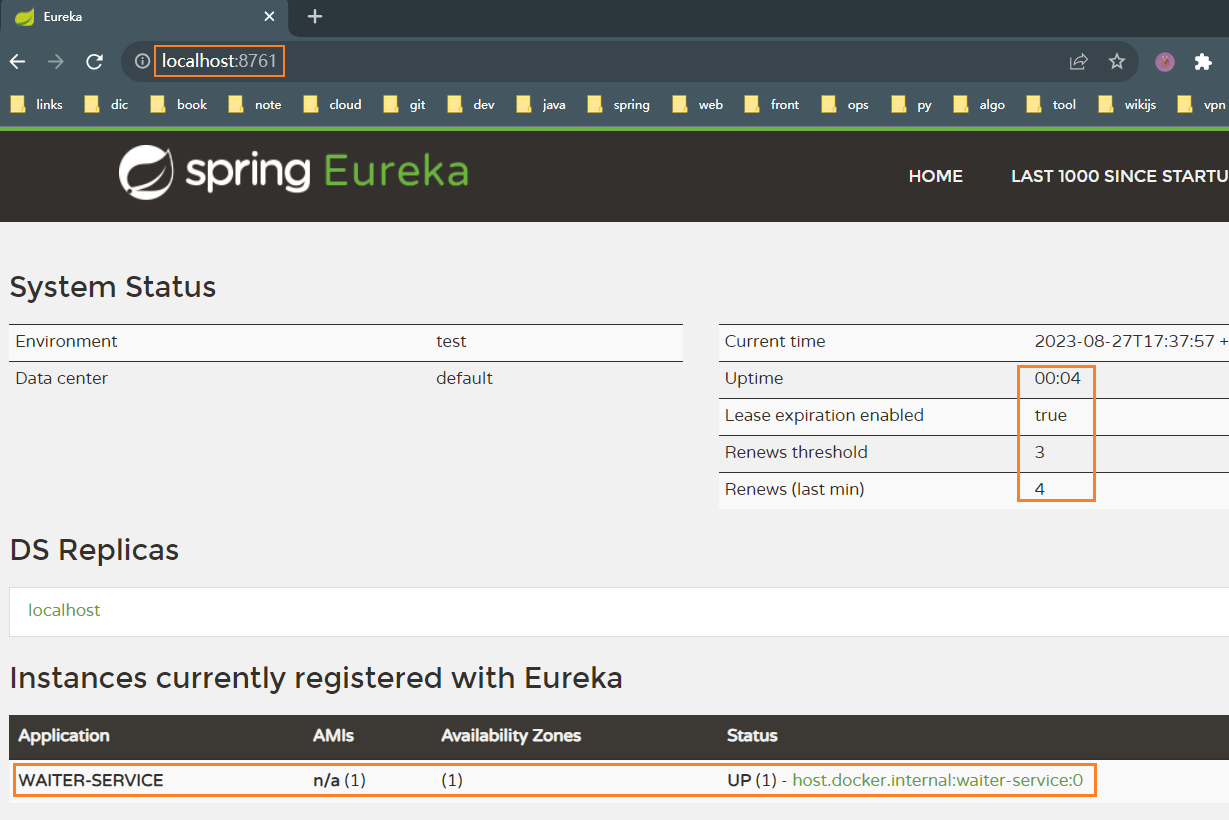 Eureka
localhost:8761
links dic book note cloud git dev java spring web front ops py algo tool wikijs vpn
spring Eureka HOME LAST 1000 SINCE STARTU
System Status
Environment test Current time 2023-08-27T17:37:57 +
Data center default Uptime 00:04
Lease expiration enabled true
Renews threshold 3
Renews (last min) 4
DS Replicas
localhost
Instances currently registered with Eureka
Application AMIs Availability Zones Status
WAITER-SERVICE n/a (1) (1) UP (1) - host.docker.internal:waiter-service:0